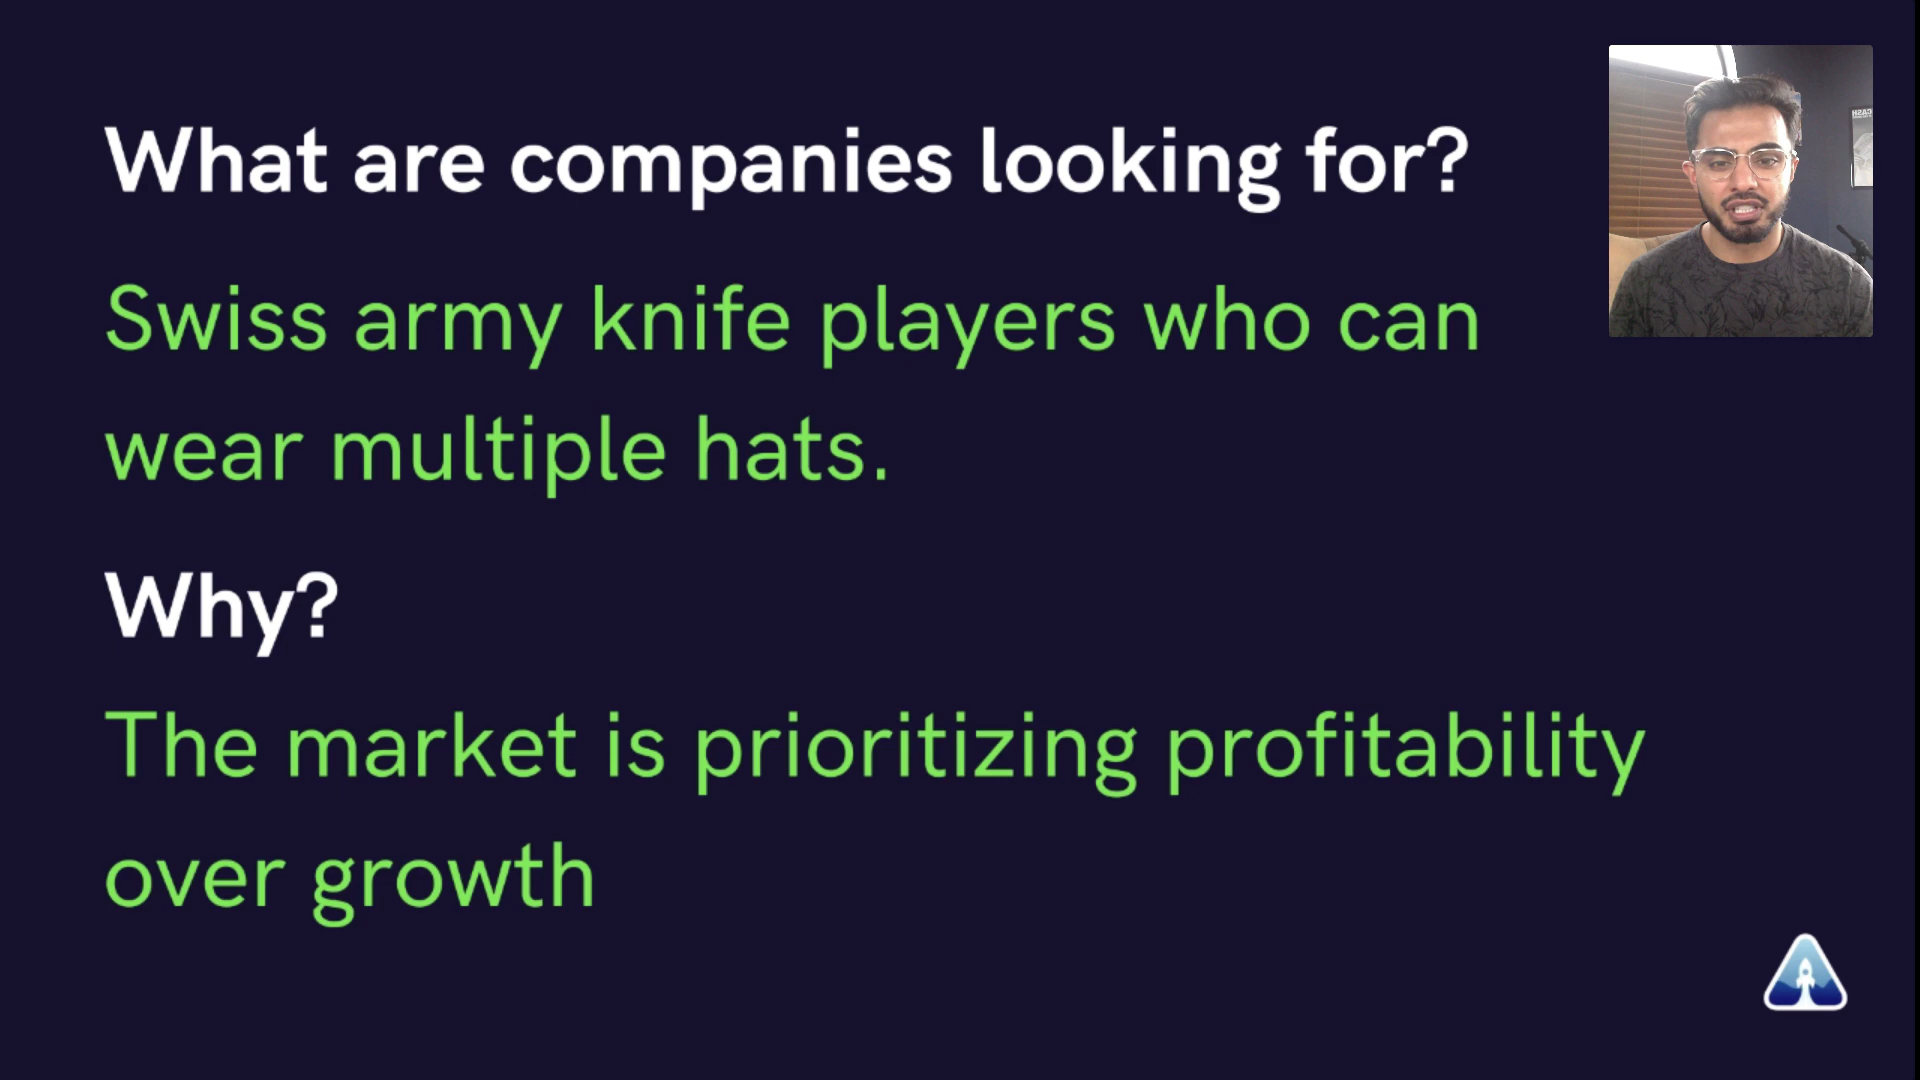 What are companies looking for?
Swiss army knife players who can
wear multiple hats.
Why?
The market is prioritizing profitability
over growth